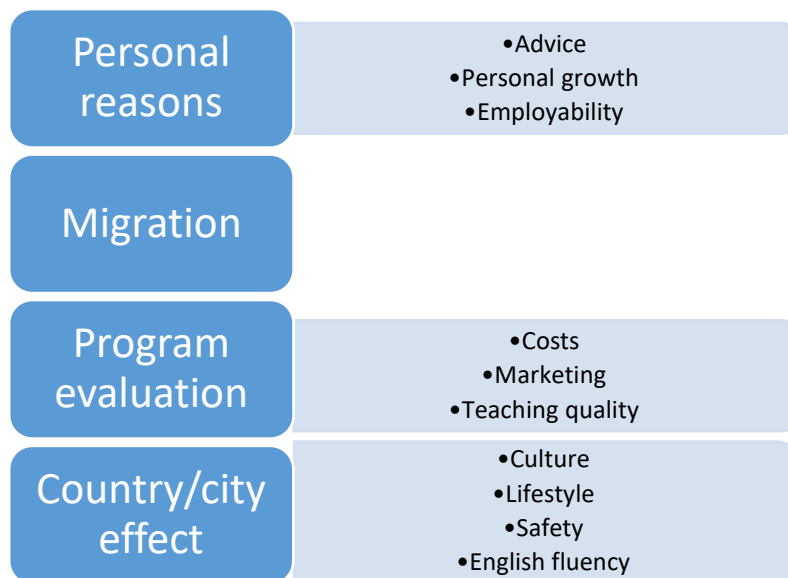 Personal
reasons
•Advice
•Personal growth
•Employability
Migration
Program
evaluation
•Costs
•Marketing
•Teaching quality
Country/city
effect
•Culture
•Lifestyle
•Safety
•English fluency